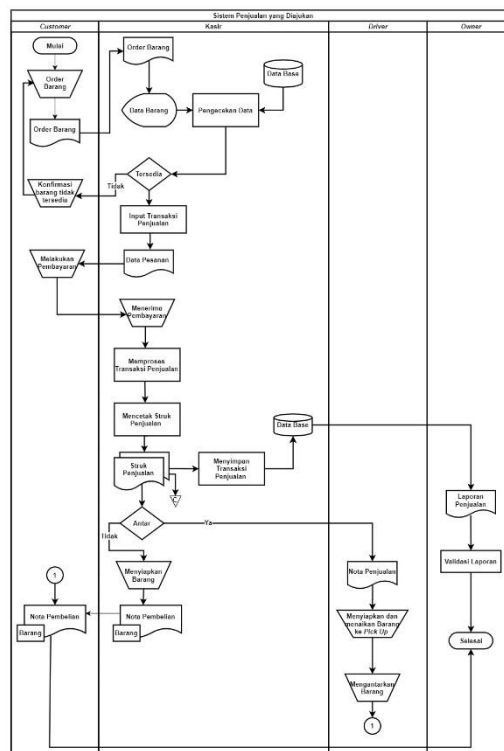 Sistem Penjualan yang Diajukan
Customer
Kasir
Driver
Owner
Mulai
Order
Barang
Order Barang
Order Barang
Data Barang
Pengecekan Data
Data Base
Tersedia
Tidak
Konfirmasi
barang tidak
tersedia
Input Transaksi
Penjualan
Data Pesanan
Melakukan
Pembayaran
Menerima
Pembayaran
Memproses
Transaksi Penjualan
Mencetak Struk
Penjualan
Struk
Penjualan
Menyimpan
Transaksi
Penjualan
Data Base
C
Antar
Ya
Tidak
Menyiapkan
Barang
Nota Pembelian
Barang
1
Nota Pembelian
Barang
Nota Penjualan
Menyiapkan dan
menaikan Barang
ke Pick Up
Mengantarkan
Barang
1
Laporan
Penjualan
Validasi Laporan
Selasai